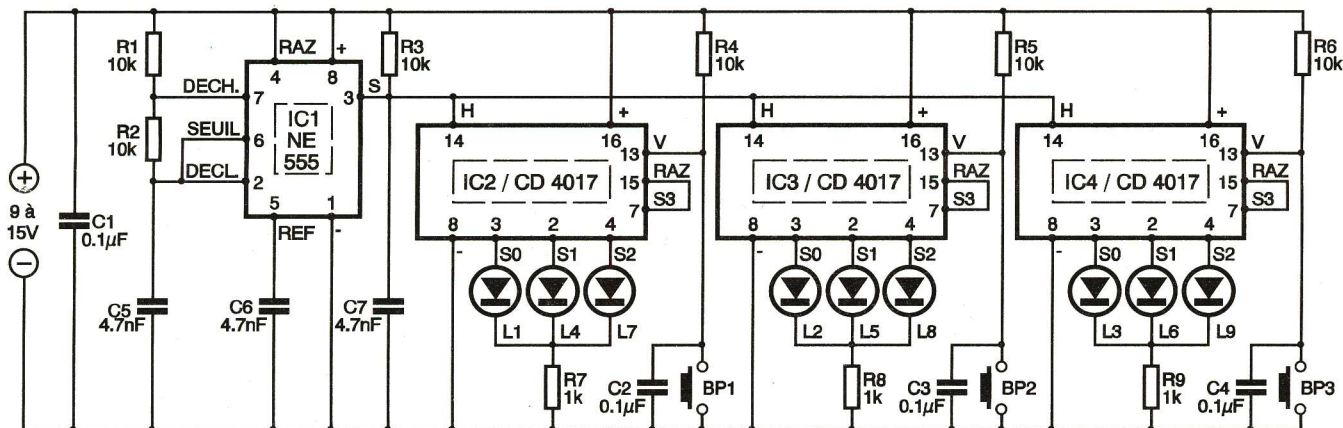 R1
10k
RAZ
+
R3
10k
R4
10k
R5
10k
R6
10k
4
8
DECH.
7
3
S
IC1
NE
555
R2
10k
SEUIL
6
DECL.
2
5
1
REF
-
+
9 à
15V
−
C1
0.1µF
C5
4.7nF
C6
4.7nF
C7
4.7nF
H
+
14
16
V
13
IC2 / CD 4017
RAZ
15
S3
7
8
3
2
4
-
S0
S1
S2
L1
L4
L7
R7
1k
C2
0.1µF
BP1
H
+
14
16
V
13
IC3 / CD 4017
RAZ
15
S3
7
8
3
2
4
-
S0
S1
S2
L2
L5
L8
R8
1k
C3
0.1µF
BP2
H
+
14
16
V
13
IC4 / CD 4017
RAZ
15
S3
7
8
3
2
4
-
S0
S1
S2
L3
L6
L9
R9
1k
C4
0.1µF
BP3